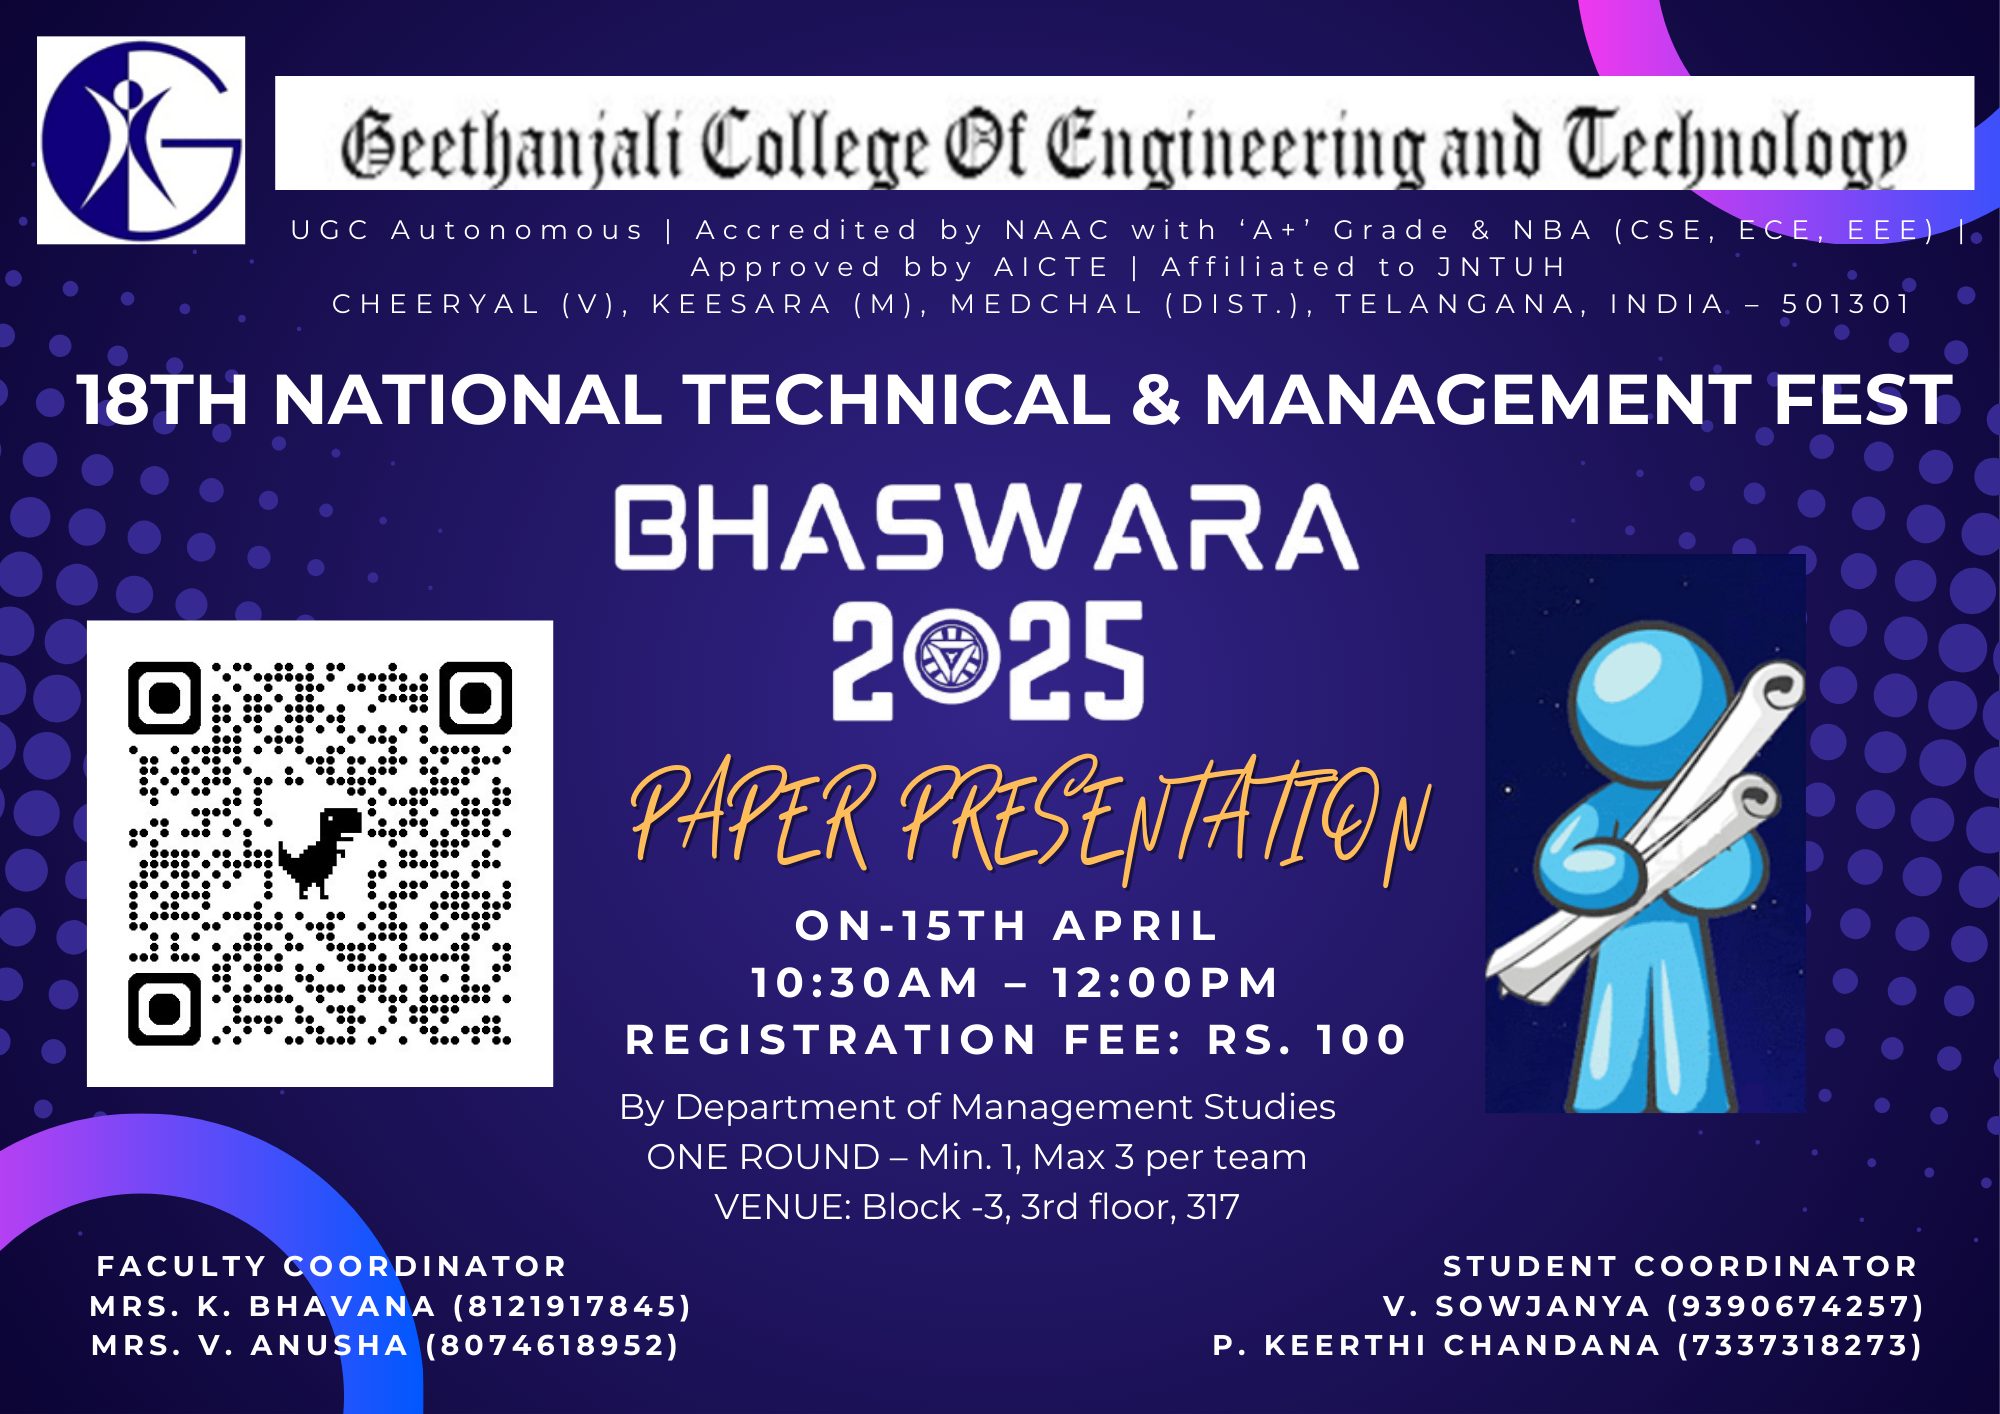 Geethanjali College Of Engineering and Technology
UGC Autonomous | Accredited by NAAC with ‘A+’ Grade & NBA (CSE, ECE, EEE) |
Approved bby AICTE | Affiliated to JNTUH
CHEERYAL (V), KEESARA (M), MEDCHAL (DIST.), TELANGANA, INDIA – 501301
18TH NATIONAL TECHNICAL & MANAGEMENT FEST
BHASWARA
2025
PAPER PRESENTATION
ON-15TH APRIL
10:30AM – 12:00PM
REGISTRATION FEE: RS. 100
By Department of Management Studies
ONE ROUND – Min. 1, Max 3 per team
VENUE: Block -3, 3rd floor, 317
FACULTY COORDINATOR
MRS. K. BHAVANA (8121917845)
MRS. V. ANUSHA (8074618952)
STUDENT COORDINATOR
V. SOWJANYA (9390674257)
P. KEERTHI CHANDANA (7337318273)